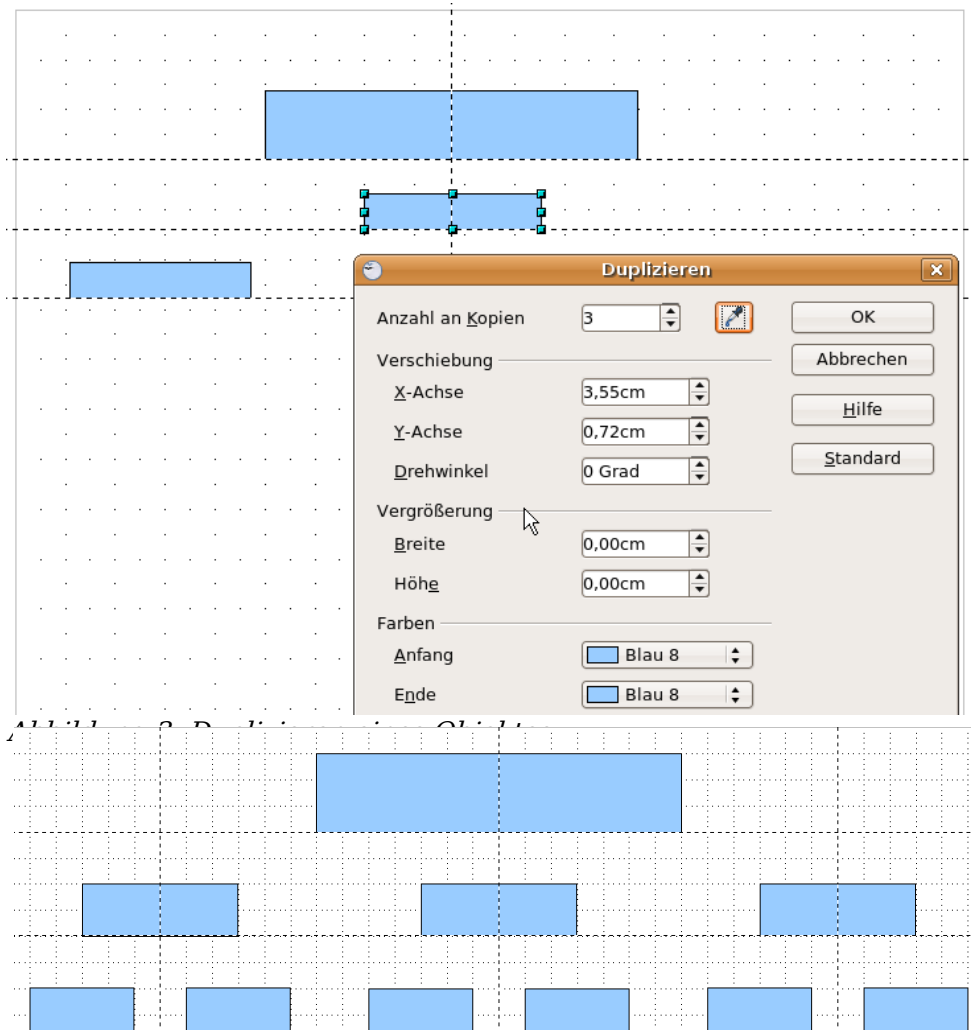 Duplizieren
Anzahl an Kopien 3 OK
Verschiebung Abbrechen
X-Achse 3,55cm
Hilfe
Y-Achse 0,72cm
Standard
Drehwinkel 0 Grad
Vergrößerung
Breite 0,00cm
Höhe 0,00cm
Farben
Anfang Blau 8
Ende Blau 8